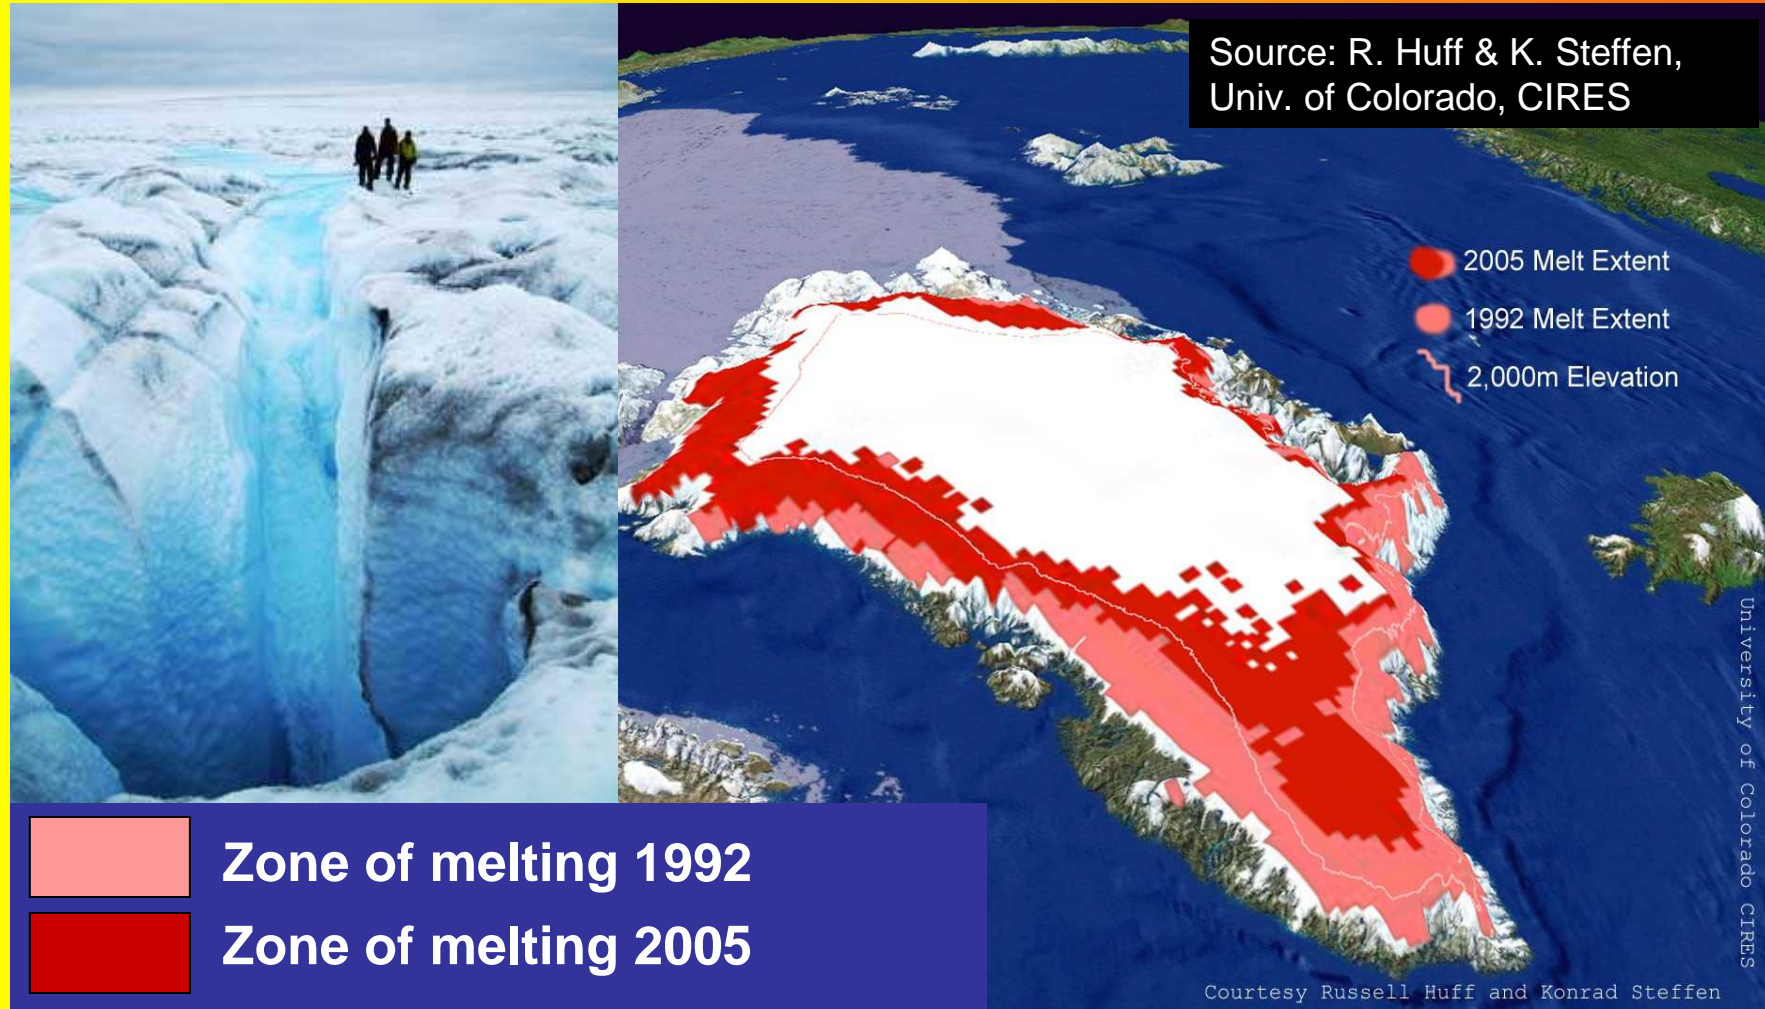 Source: R. Huff & K. Steffen,
Univ. of Colorado, CIRES
2005 Melt Extent
1992 Melt Extent
2,000m Elevation
University of Colorado CIRES
Zone of melting 1992
Zone of melting 2005
Courtesy Russell Huff and Konrad Steffen